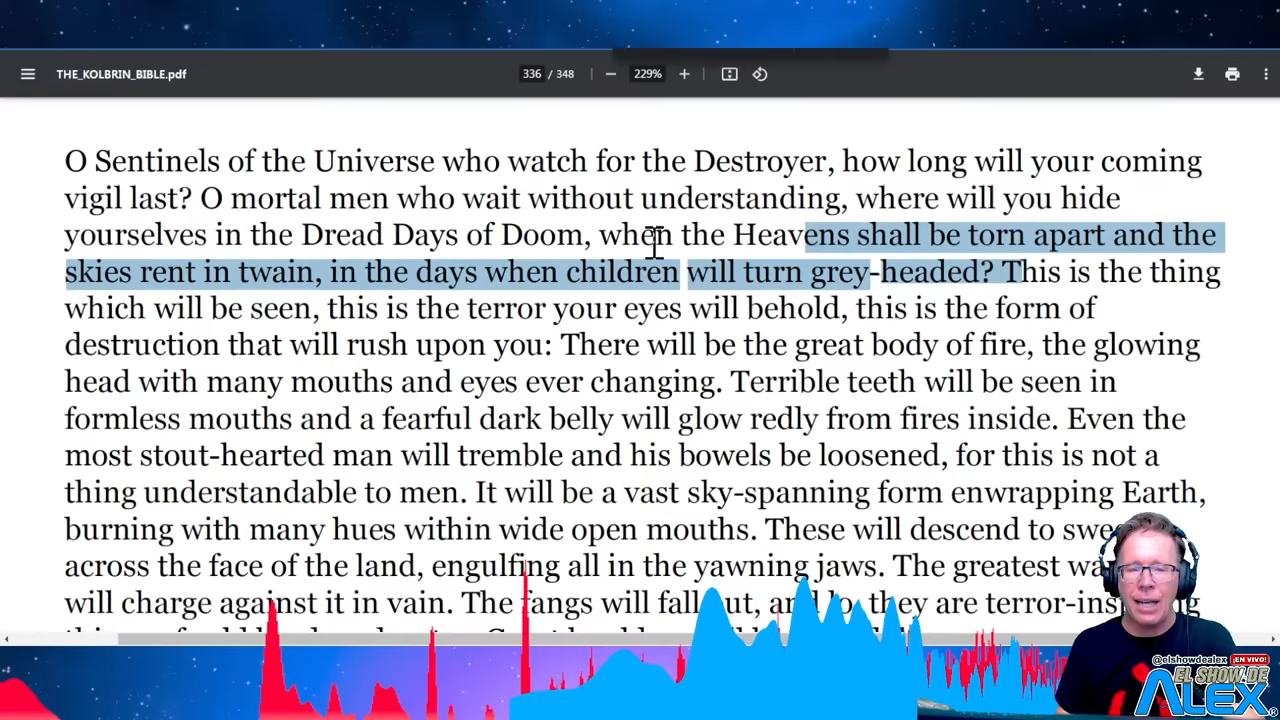 THE_KOLBRIN_BIBLE.pdf 336 / 348 229%
O Sentinels of the Universe who watch for the Destroyer, how long will your coming
vigil last? O mortal men who wait without understanding, where will you hide
yourselves in the Dread Days of Doom, when the Heavens shall be torn apart and the
skies rent in twain, in the days when children will turn grey-headed? This is the thing
which will be seen, this is the terror your eyes will behold, this is the form of
destruction that will rush upon you: There will be the great body of fire, the glowing
head with many mouths and eyes ever changing. Terrible teeth will be seen in
formless mouths and a fearful dark belly will glow redly from fires inside. Even the
most stout-hearted man will tremble and his bowels be loosened, for this is not a
thing understandable to men. It will be a vast sky-spanning form enwrapping Earth,
burning with many hues within wide open mouths. These will descend to
across the face of the land, engulfing all in the yawning jaws. The greatest
will charge against it in vain. The fangs will fall out, and lo, they are
@elshowdealex ¡EN VIVO!
EL SHOW DE
ALEX